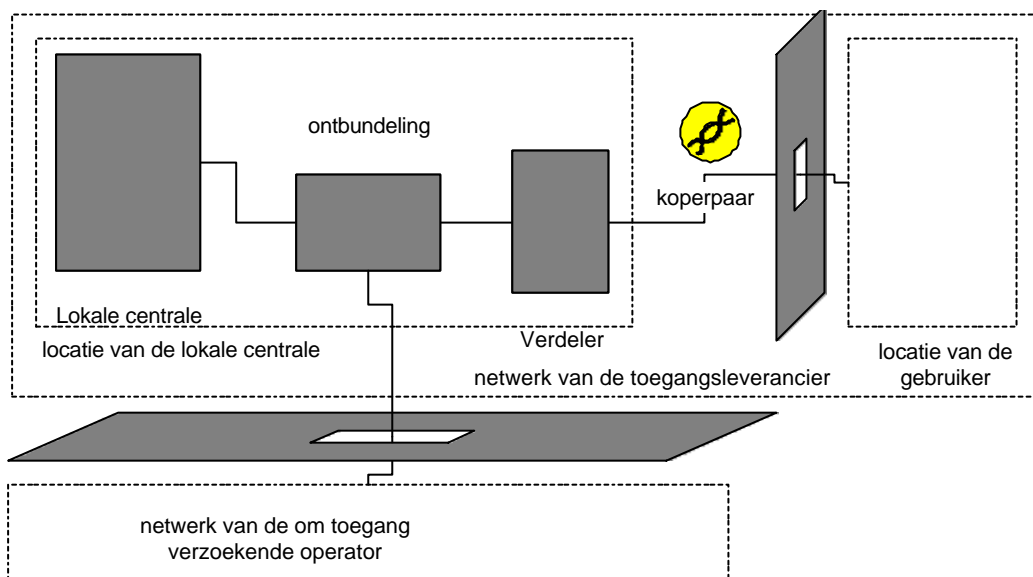 ontbundeling
koperpaar
Lokale centrale
locatie van de lokale centrale
Verdeler
netwerk van de toegangsleverancier
locatie van de
gebruiker
netwerk van de om toegang
verzoekende operator